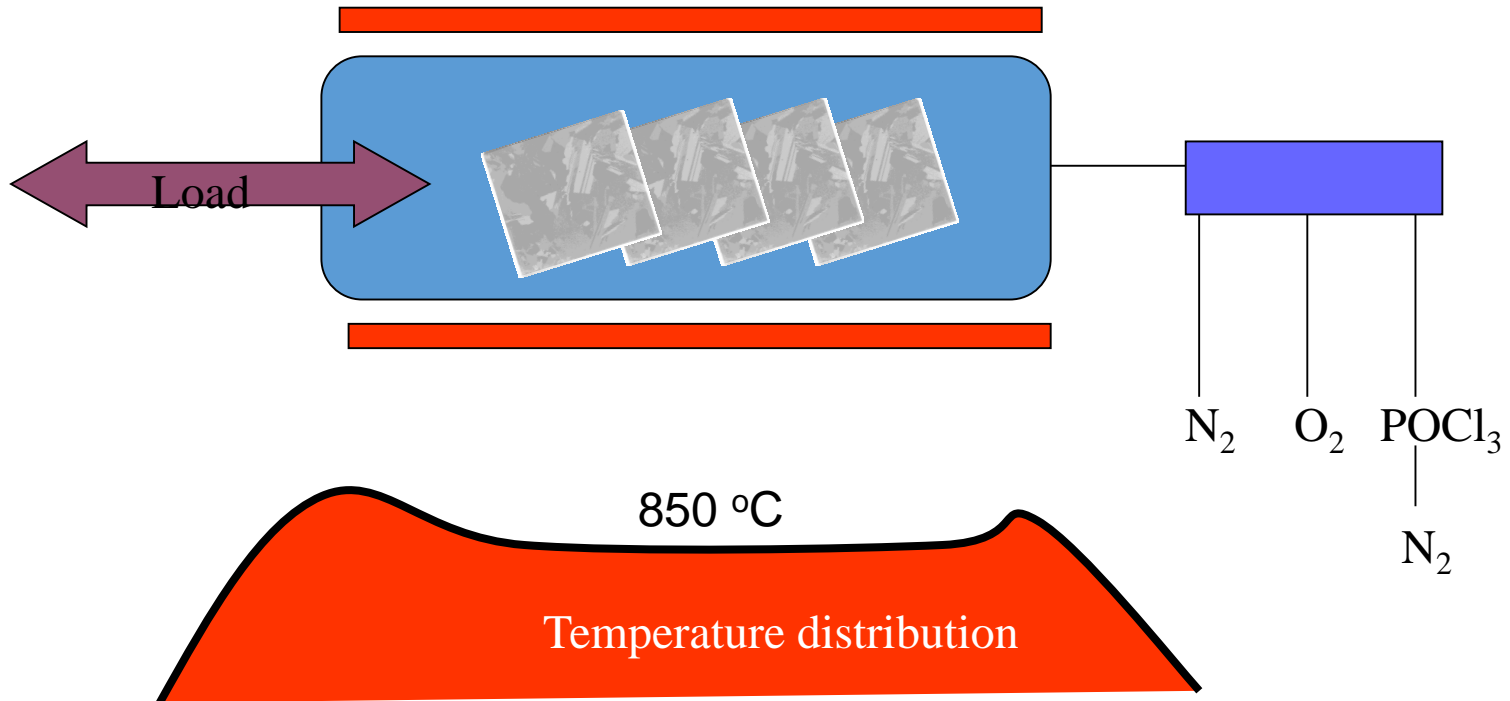 Load
N₂ O₂ POCl₃
N₂
850 ºC
Temperature distribution